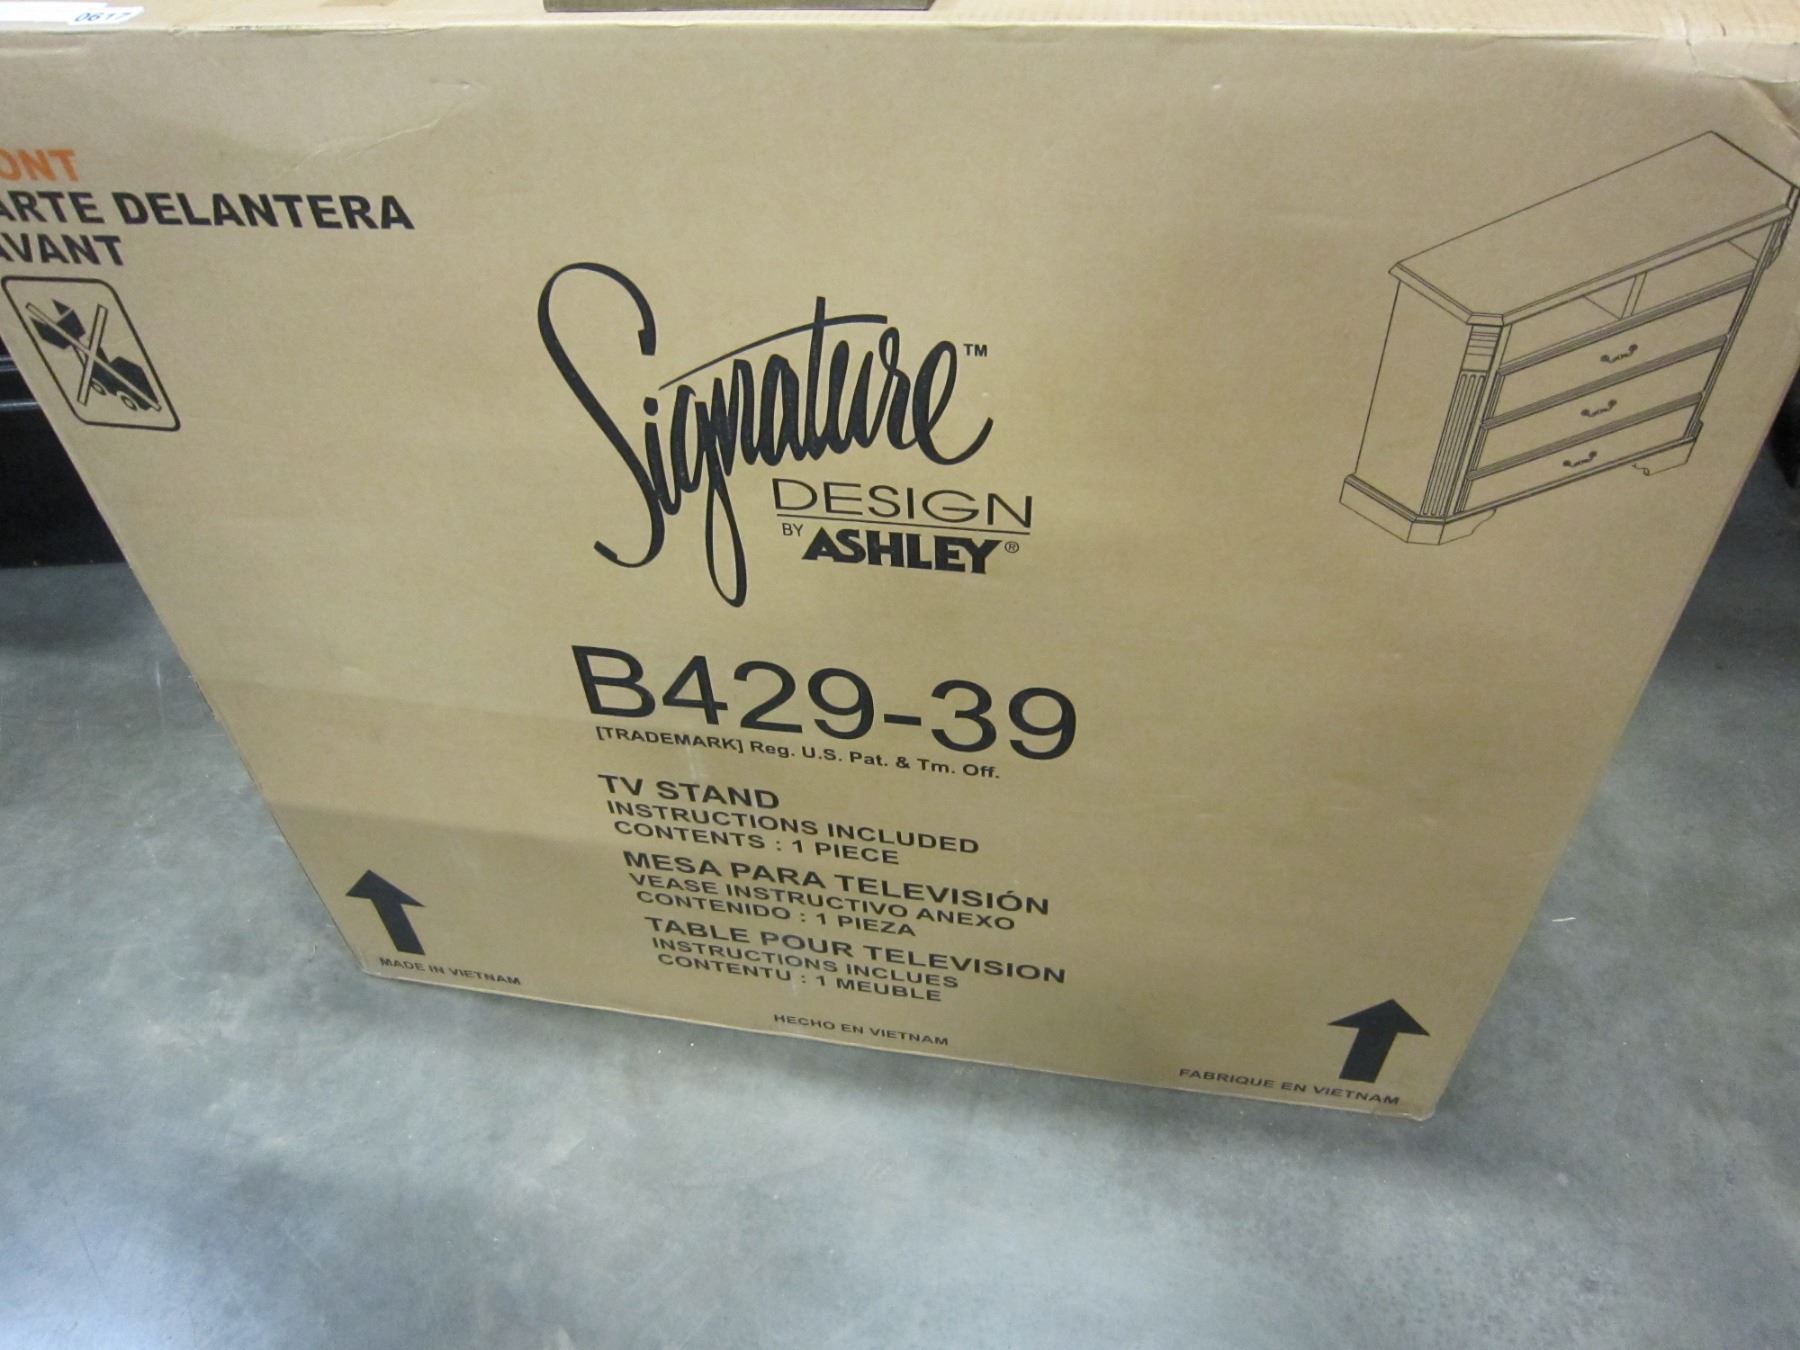 0617
ONT
ARTE DELANTERA
AVANT
Signature™
DESIGN
BY ASHLEY®
B429-39
[TRADEMARK] Reg. U.S. Pat. & Tm. Off.
TV STAND
INSTRUCTIONS INCLUDED
CONTENTS : 1 PIECE
MESA PARA TELEVISIÓN
VEASE INSTRUCTIVO ANEXO
CONTENIDO : 1 PIEZA
TABLE POUR TELEVISION
INSTRUCTIONS INCLUES
CONTENTU : 1 MEUBLE
MADE IN VIETNAM
HECHO EN VIETNAM
FABRIQUE EN VIETNAM